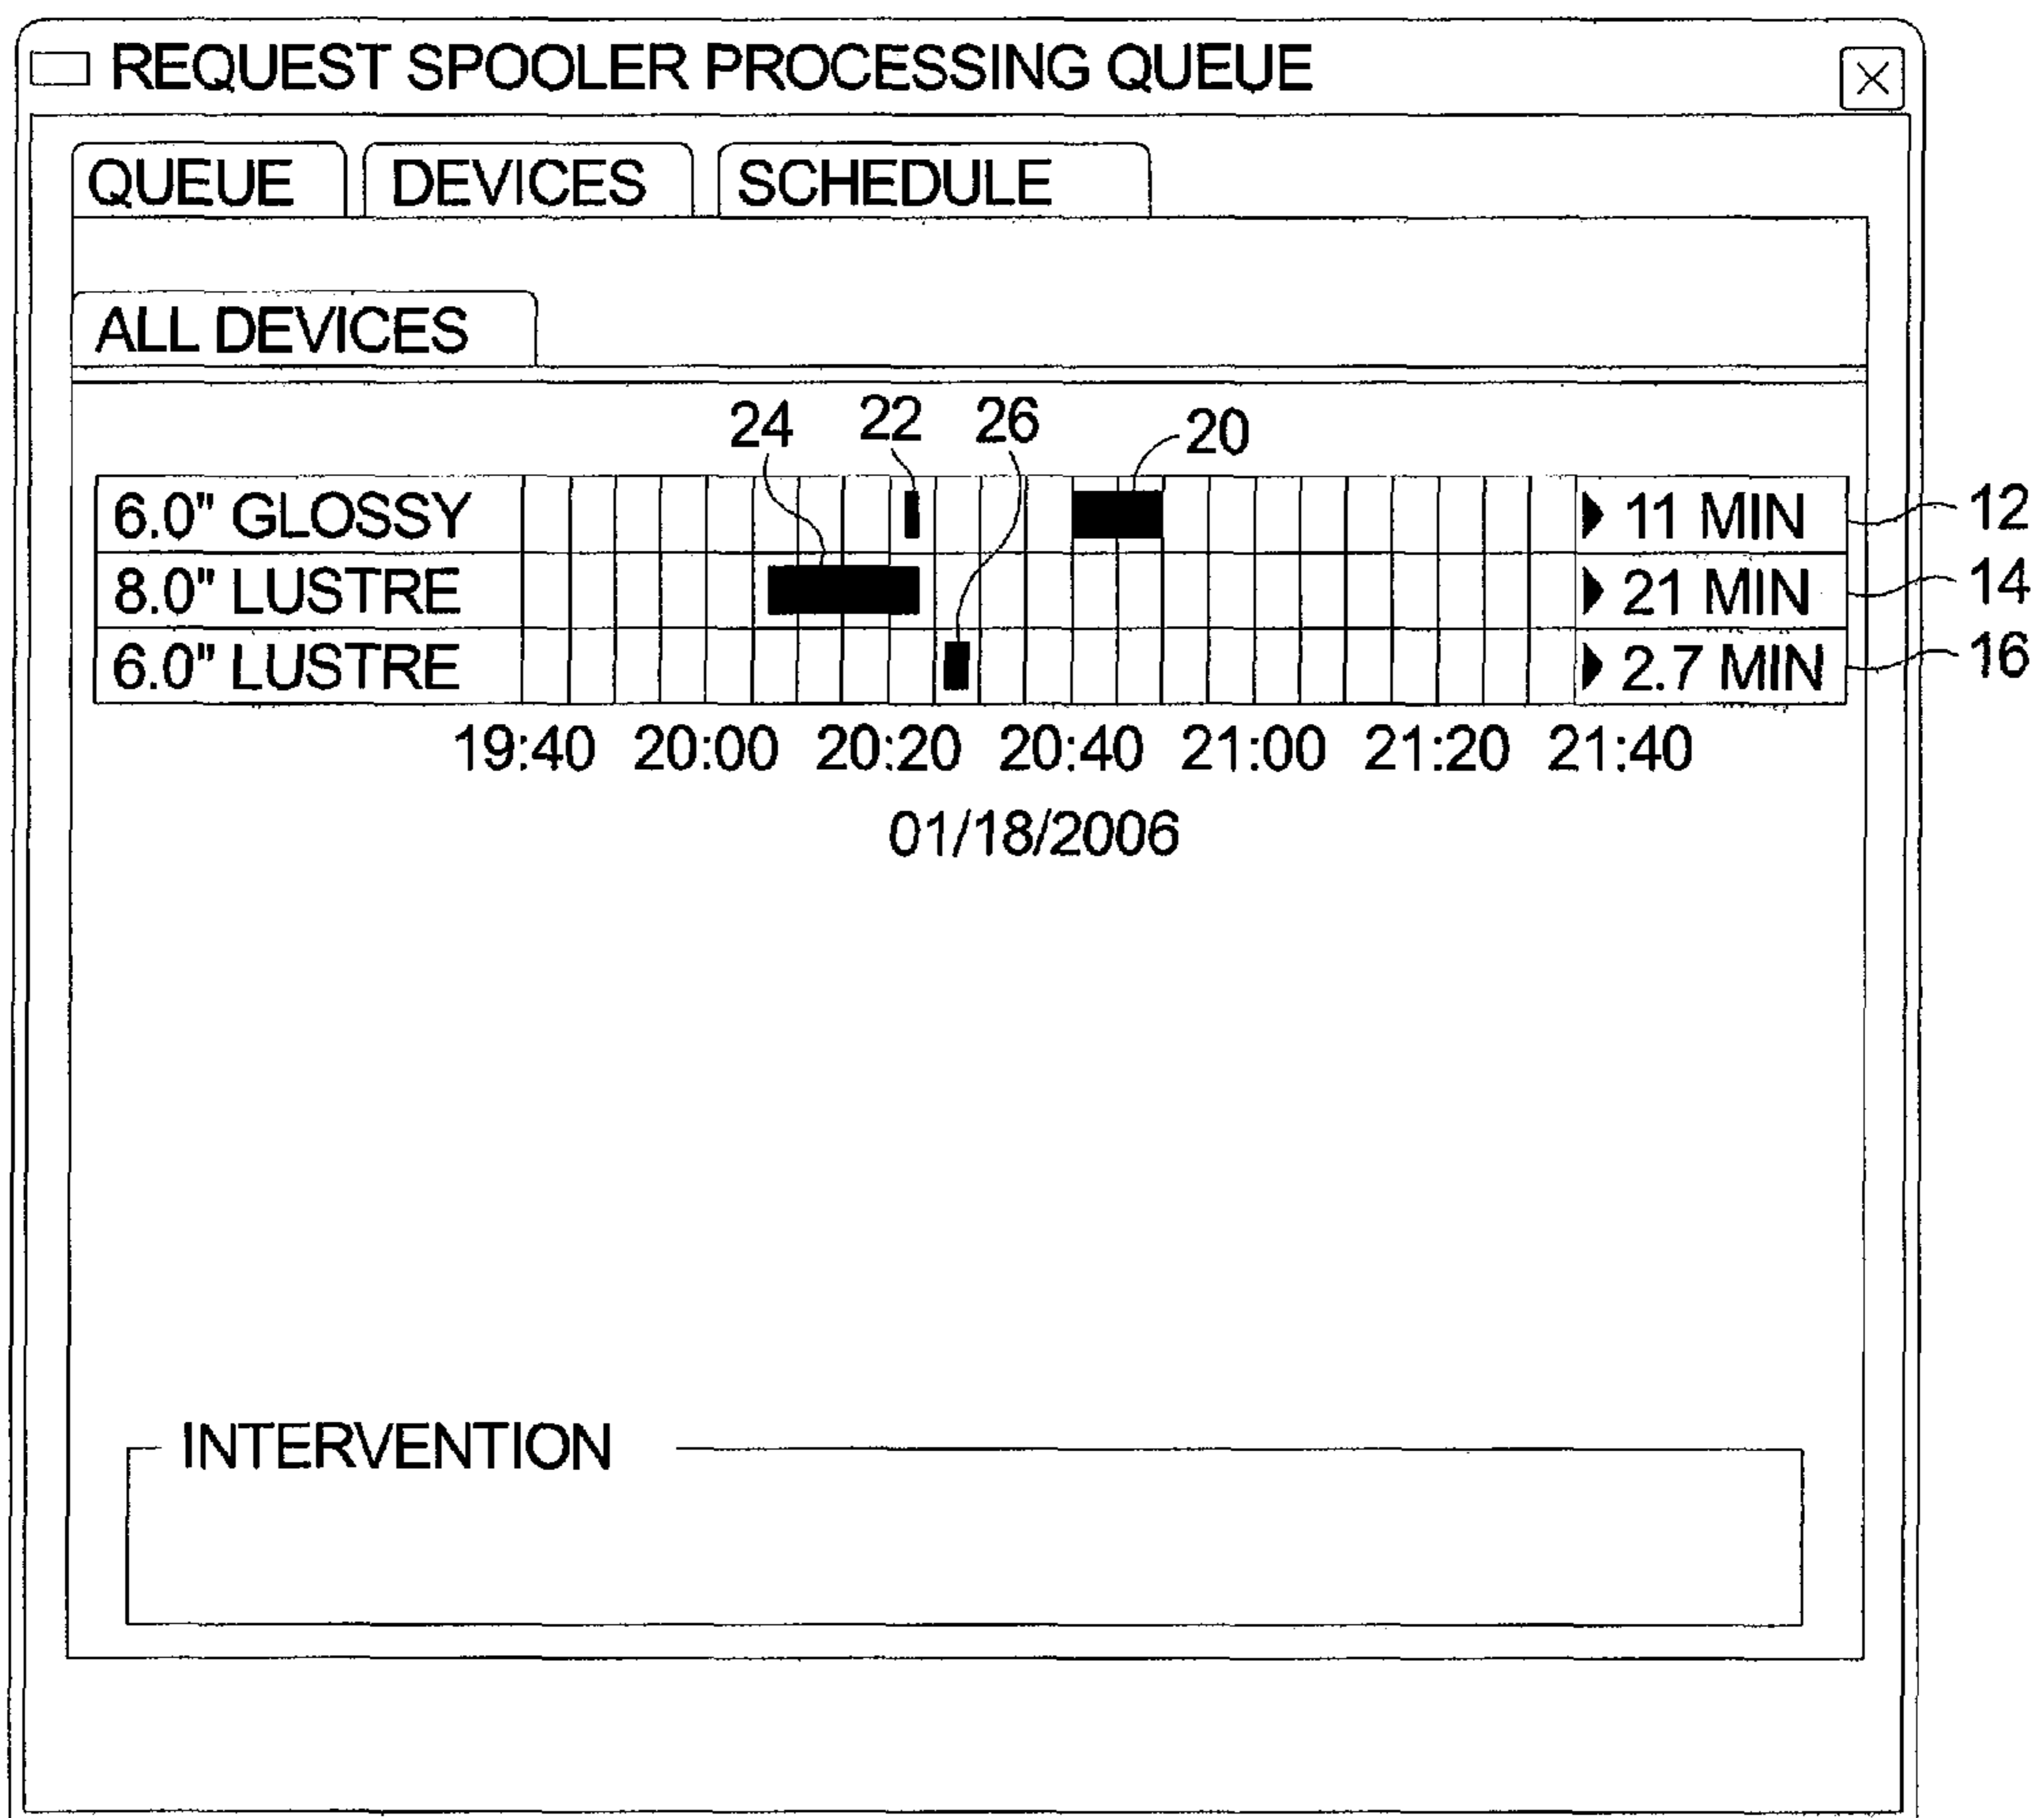 REQUEST SPOOLER PROCESSING QUEUE
QUEUE DEVICES SCHEDULE
ALL DEVICES
24 22 26 20
6.0" GLOSSY 11 MIN 12
8.0" LUSTRE 21 MIN 14
6.0" LUSTRE 2.7 MIN 16
19:40 20:00 20:20 20:40 21:00 21:20 21:40
01/18/2006
INTERVENTION